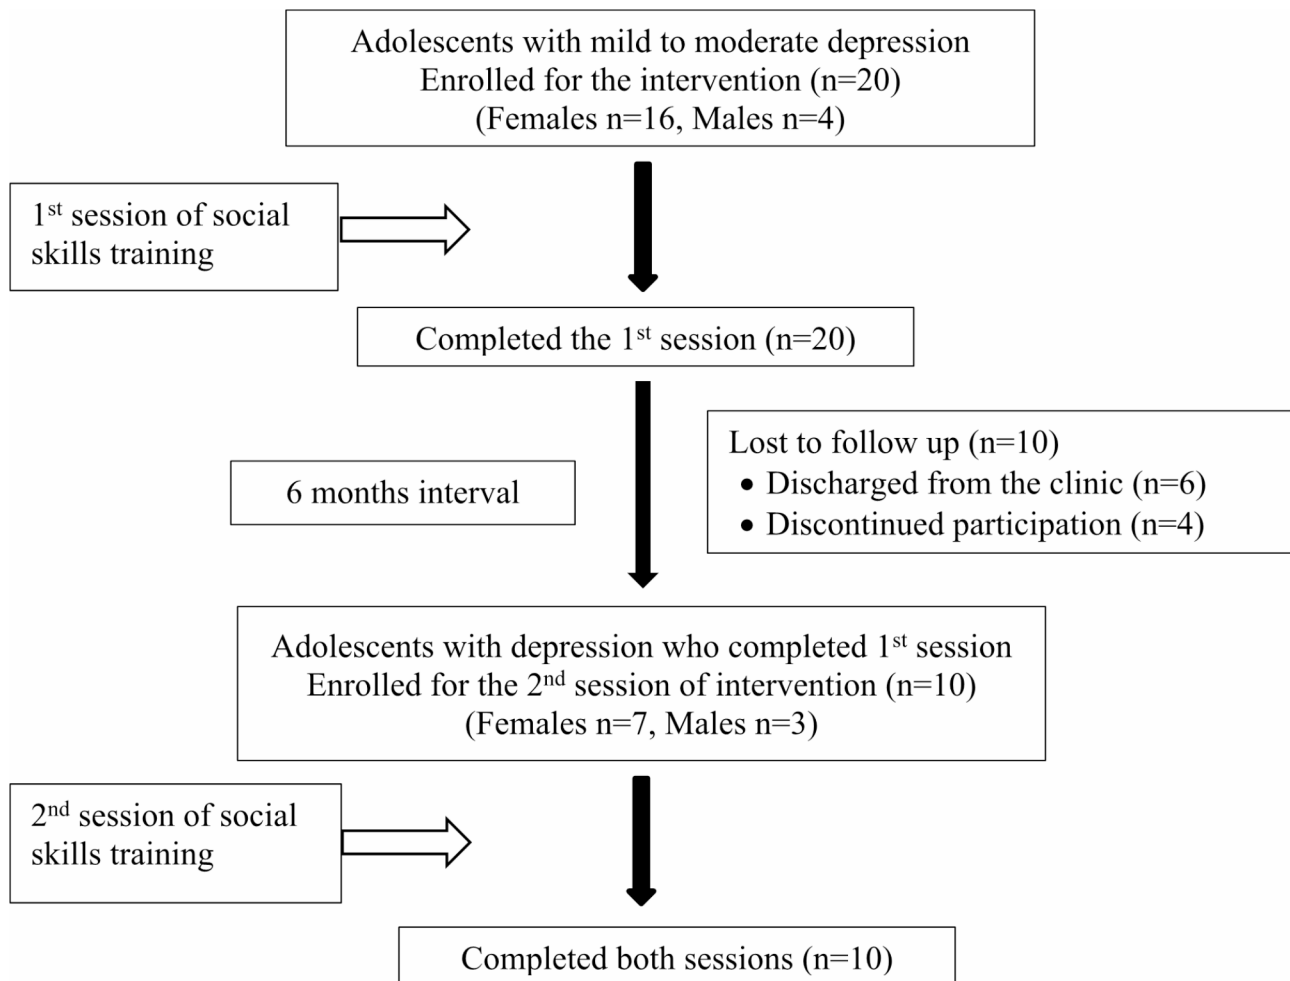 Adolescents with mild to moderate depression
Enrolled for the intervention (n=20)
(Females n=16, Males n=4)
1st session of social
skills training
Completed the 1st session (n=20)
6 months interval
Lost to follow up (n=10)
• Discharged from the clinic (n=6)
• Discontinued participation (n=4)
Adolescents with depression who completed 1st session
Enrolled for the 2nd session of intervention (n=10)
(Females n=7, Males n=3)
2nd session of social
skills training
Completed both sessions (n=10)